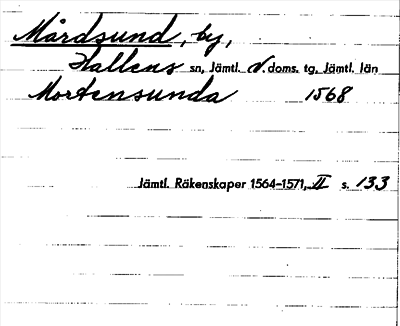 Mårdsund, by,
Hallens sn, Jämtl. V. doms. tg, Jämtl. län
Mortensunda 1568
Jämtl. Räkenskaper 1564-1571, II s. 133